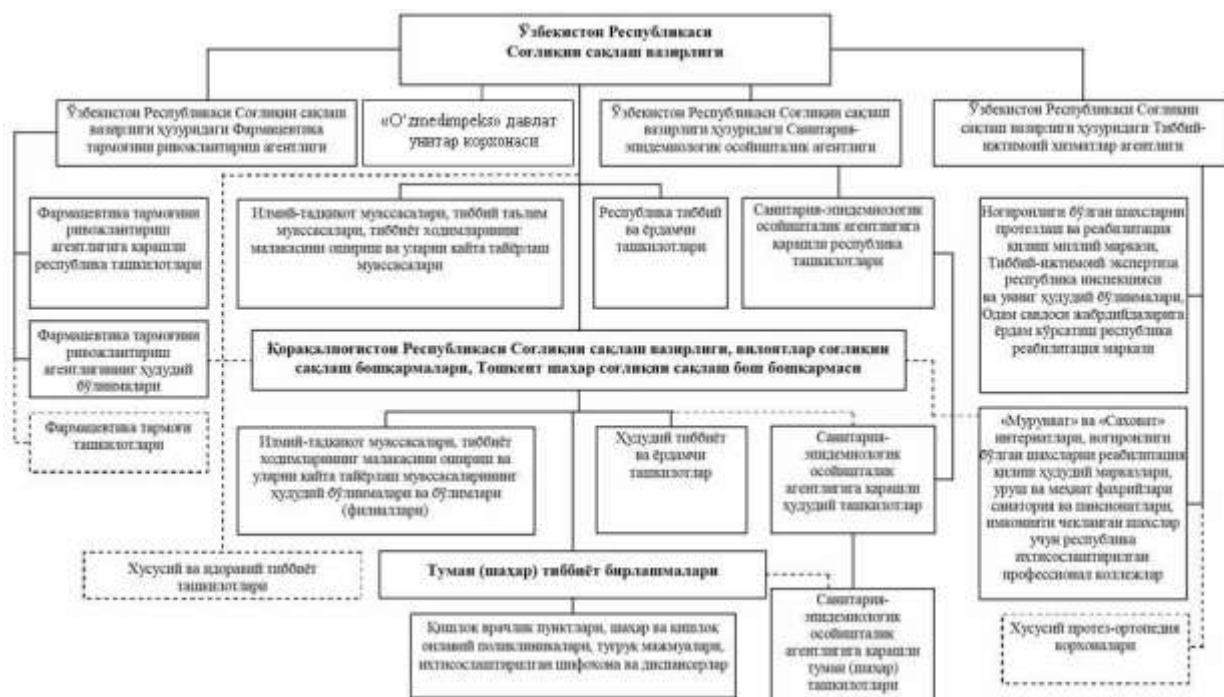 Ўзбекистон Республикаси
Соғлиқни сақлаш вазирлиги
Ўзбекистон Республикаси Соғлиқни сақлаш
вазирлиги ҳузуридаги Фармацевтика
тармоғини ривожлантириш агентлиги
«O‘zmedimpeks» давлат
унитар корхонаси
Ўзбекистон Республикаси Соғлиқни сақлаш
вазирлиги ҳузуридаги Санитария-
эпидемиологик осойишталик агентлиги
Ўзбекистон Республикаси Соғлиқни
сақлаш вазирлиги ҳузуридаги Тиббий-
ижтимоий хизматлар агентлиги
Фармацевтика тармоғини
ривожлантириш
агентлигига қарашли
республика ташкилотлари
Илмий-тадқиқот муассасалари, тиббий таълим
муассасалари, тиббиёт ходимларининг
малакасини ошириш ва уларни қайта тайёрлаш
муассасалари
Республика тиббий
ва ёрдамчи
ташкилотлари
Санитария-эпидемиологик
осойишталик агентлигига
қарашли республика
ташкилотлари
Ногиронлиги бўлган шахсларни
протезлаш ва реабилитация
қилиш миллий маркази,
Тиббий-ижтимоий экспертиза
республика инспекцияси
ва унинг ҳудудий бўлинмалари,
Одам савдоси жабрдийдаларига
ёрдам кўрсатиш республика
реабилитация маркази
Фармацевтика тармоғини
ривожлантириш
агентлигининг ҳудудий
бўлинмалари
Қорақалпоғистон Республикаси Соғлиқни сақлаш вазирлиги, вилоятлар соғлиқни
сақлаш бошқармалари, Тошкент шаҳар соғлиқни сақлаш бош бошқармаси
Фармацевтика тармоғи
ташкилотлари
Илмий-тадқиқот муассасалари, тиббиёт
ходимларининг малакасини ошириш ва
уларни қайта тайёрлаш муассасаларининг
ҳудудий бўлинмалари ва бўлимлари
(филиаллари)
Ҳудудий тиббиёт
ва ёрдамчи
ташкилотлар
Санитария-
эпидемиологик
осойишталик
агентлигига қарашли
ҳудудий ташкилотлар
«Мурувват» ва «Саховат»
интернатлари, ногиронлиги
бўлган шахсларни реабилитация
қилиш ҳудудий марказлари,
уруш ва меҳнат фахрийлари
санатория ва пансионатлари,
имконияти чекланган шахслар
учун республика
ихтисослаштирилган
профессионал коллежлар
Хусусий ва идоравий тиббиёт
ташкилотлари
Туман (шаҳар) тиббиёт бирлашмалари
Қишлоқ врачлик пунктлари, шаҳар ва қишлоқ
оилавий поликлиникалари, туғруқ мажмуалари,
ихтисослаштирилган шифохона ва диспансерлар
Санитария-
эпидемиологик
осойишталик
агентлигига қарашли
туман (шаҳар)
ташкилотлари
Хусусий протез-ортопедия
корхоналари